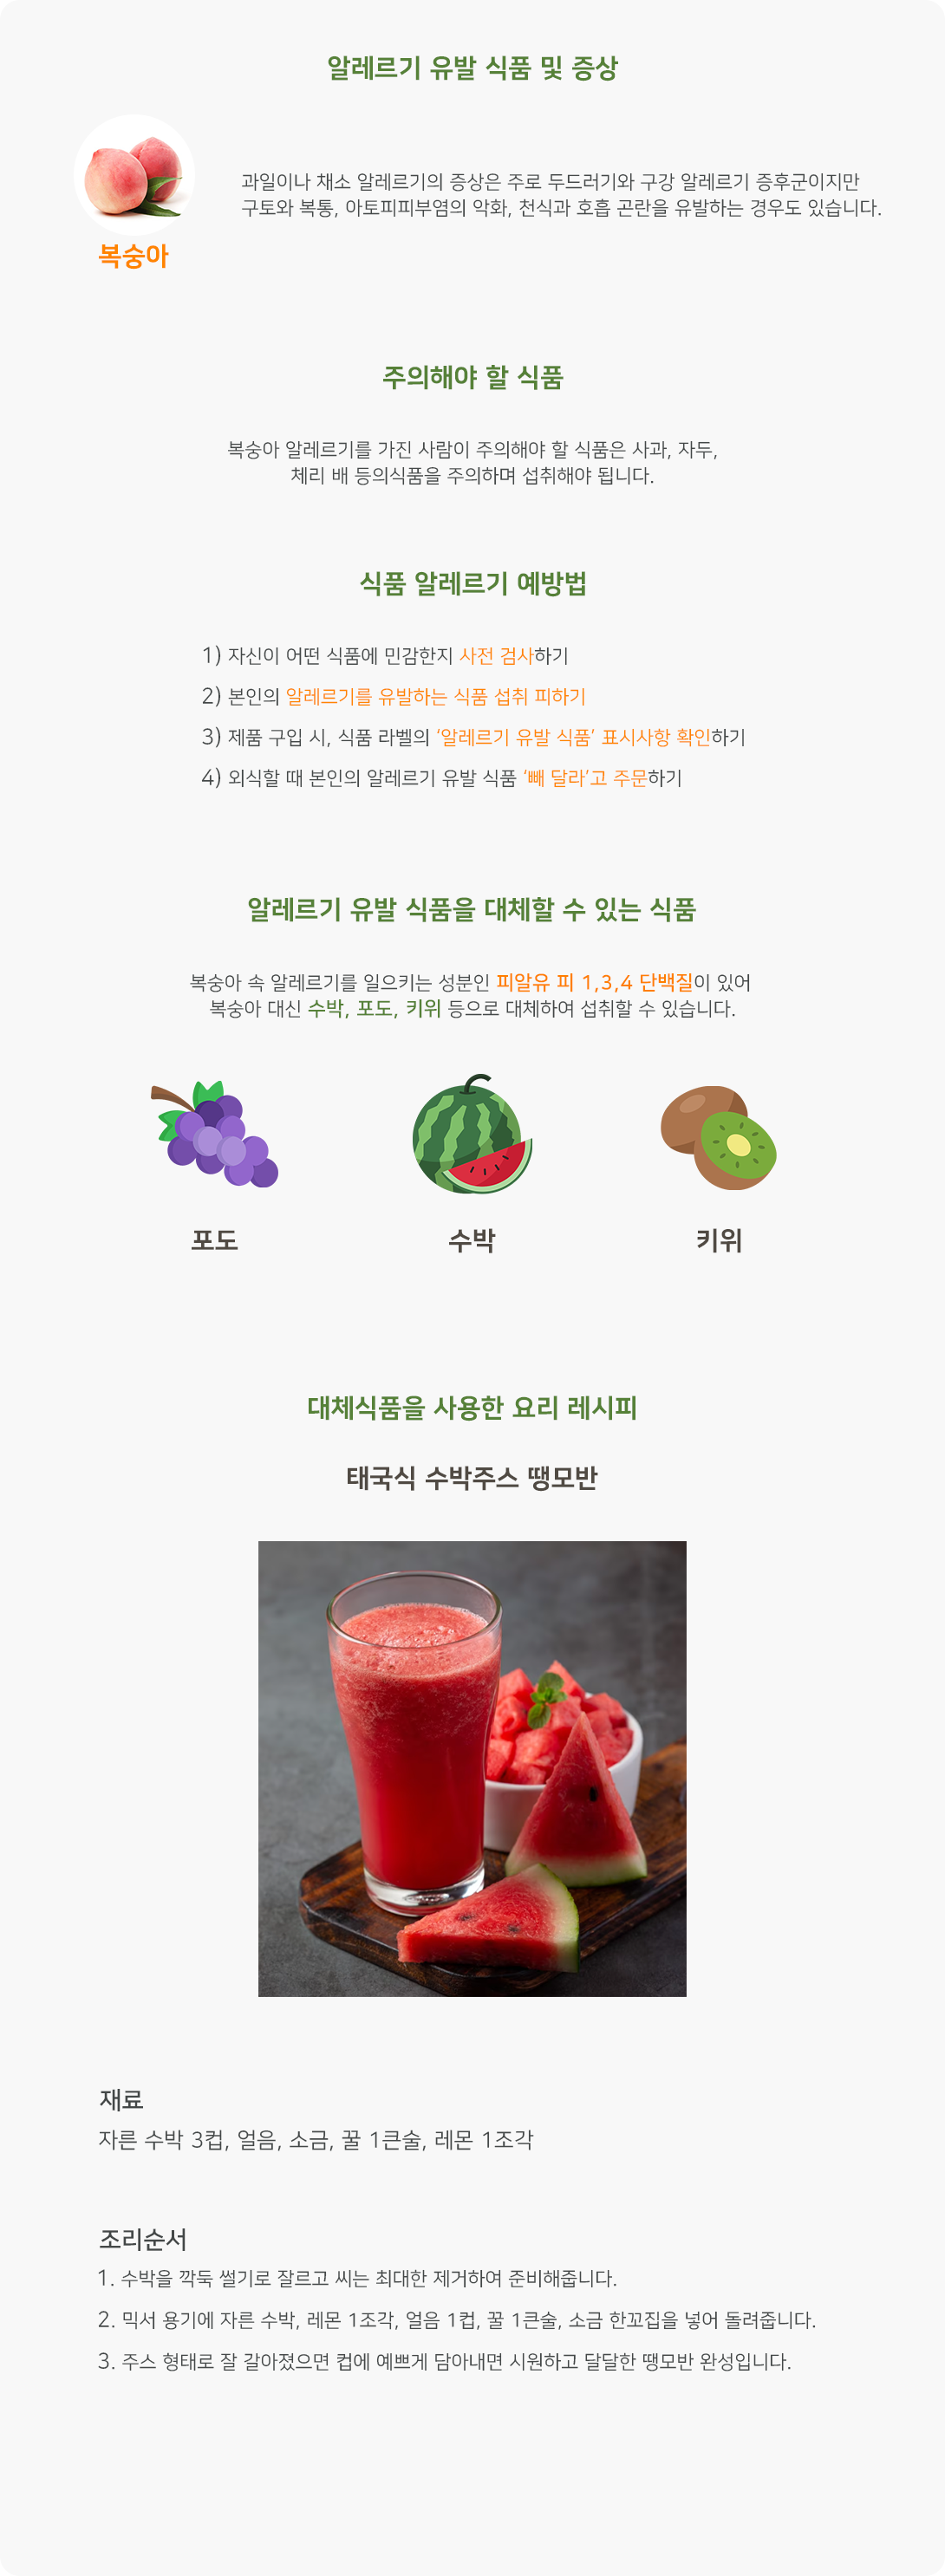 알레르기 유발 식품 및 증상
과일이나 채소 알레르기의 증상은 주로 두드러기와 구강 알레르기 증후군이지만
구토와 복통, 아토피피부염의 악화, 천식과 호흡 곤란을 유발하는 경우도 있습니다.
복숭아
주의해야 할 식품
복숭아 알레르기를 가진 사람이 주의해야 할 식품은 사과, 자두,
체리 배 등의식품을 주의하며 섭취해야 됩니다.
식품 알레르기 예방법
1) 자신이 어떤 식품에 민감한지 사전 검사하기
2) 본인의 알레르기를 유발하는 식품 섭취 피하기
3) 제품 구입 시, 식품 라벨의 ‘알레르기 유발 식품’ 표시사항 확인하기
4) 외식할 때 본인의 알레르기 유발 식품 ‘빼 달라’고 주문하기
알레르기 유발 식품을 대체할 수 있는 식품
복숭아 속 알레르기를 일으키는 성분인 피알유 피 1,3,4 단백질이 있어
복숭아 대신 수박, 포도, 키위 등으로 대체하여 섭취할 수 있습니다.
포도 수박 키위
대체식품을 사용한 요리 레시피
태국식 수박주스 땡모반
재료
자른 수박 3컵, 얼음, 소금, 꿀 1큰술, 레몬 1조각
조리순서
1. 수박을 깍둑 썰기로 잘르고 씨는 최대한 제거하여 준비해줍니다.
2. 믹서 용기에 자른 수박, 레몬 1조각, 얼음 1컵, 꿀 1큰술, 소금 한꼬집을 넣어 돌려줍니다.
3. 주스 형태로 잘 갈아졌으면 컵에 예쁘게 담아내면 시원하고 달달한 땡모반 완성입니다.